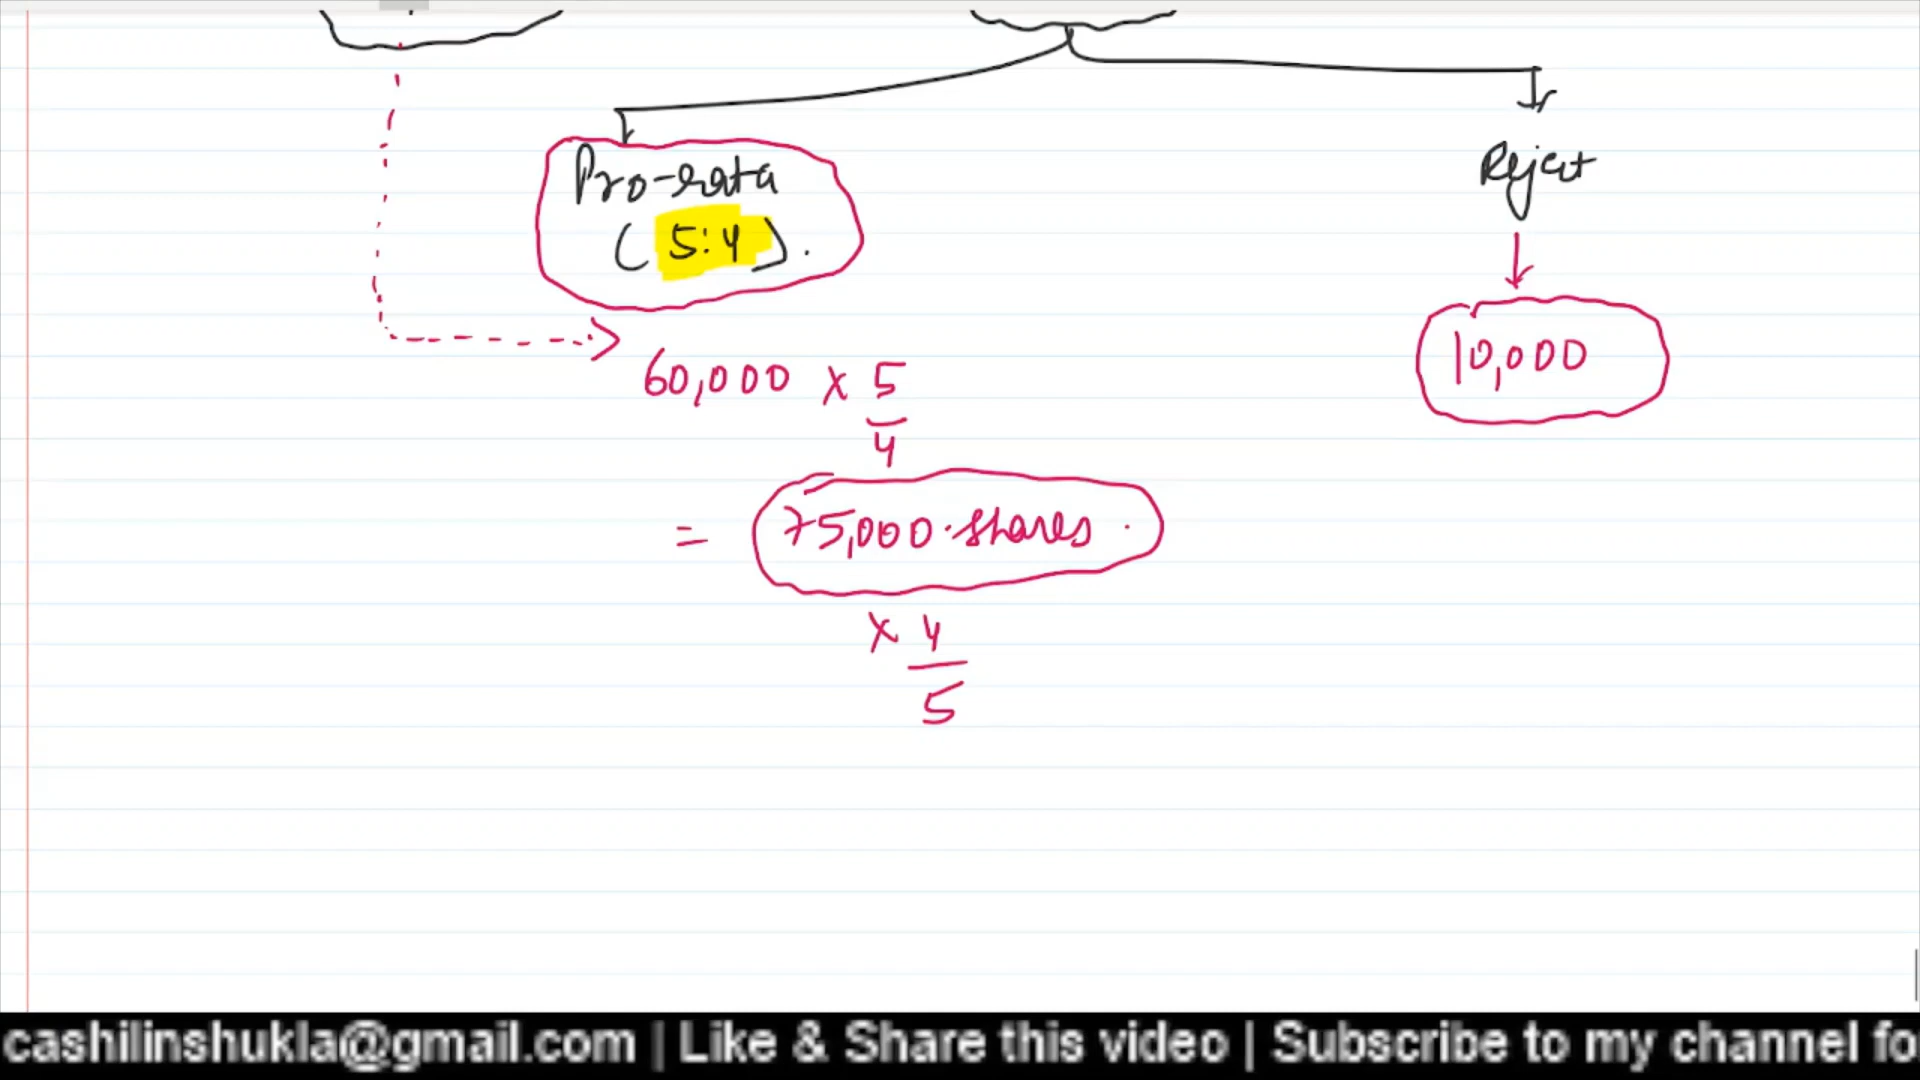 Pro-rata
(5:4).
Reject
10,000
60,000 x 5
4
= 75,000 shares.
x 4
5
cashilinshukla@gmail.com | Like & Share this video | Subscribe to my channel fo